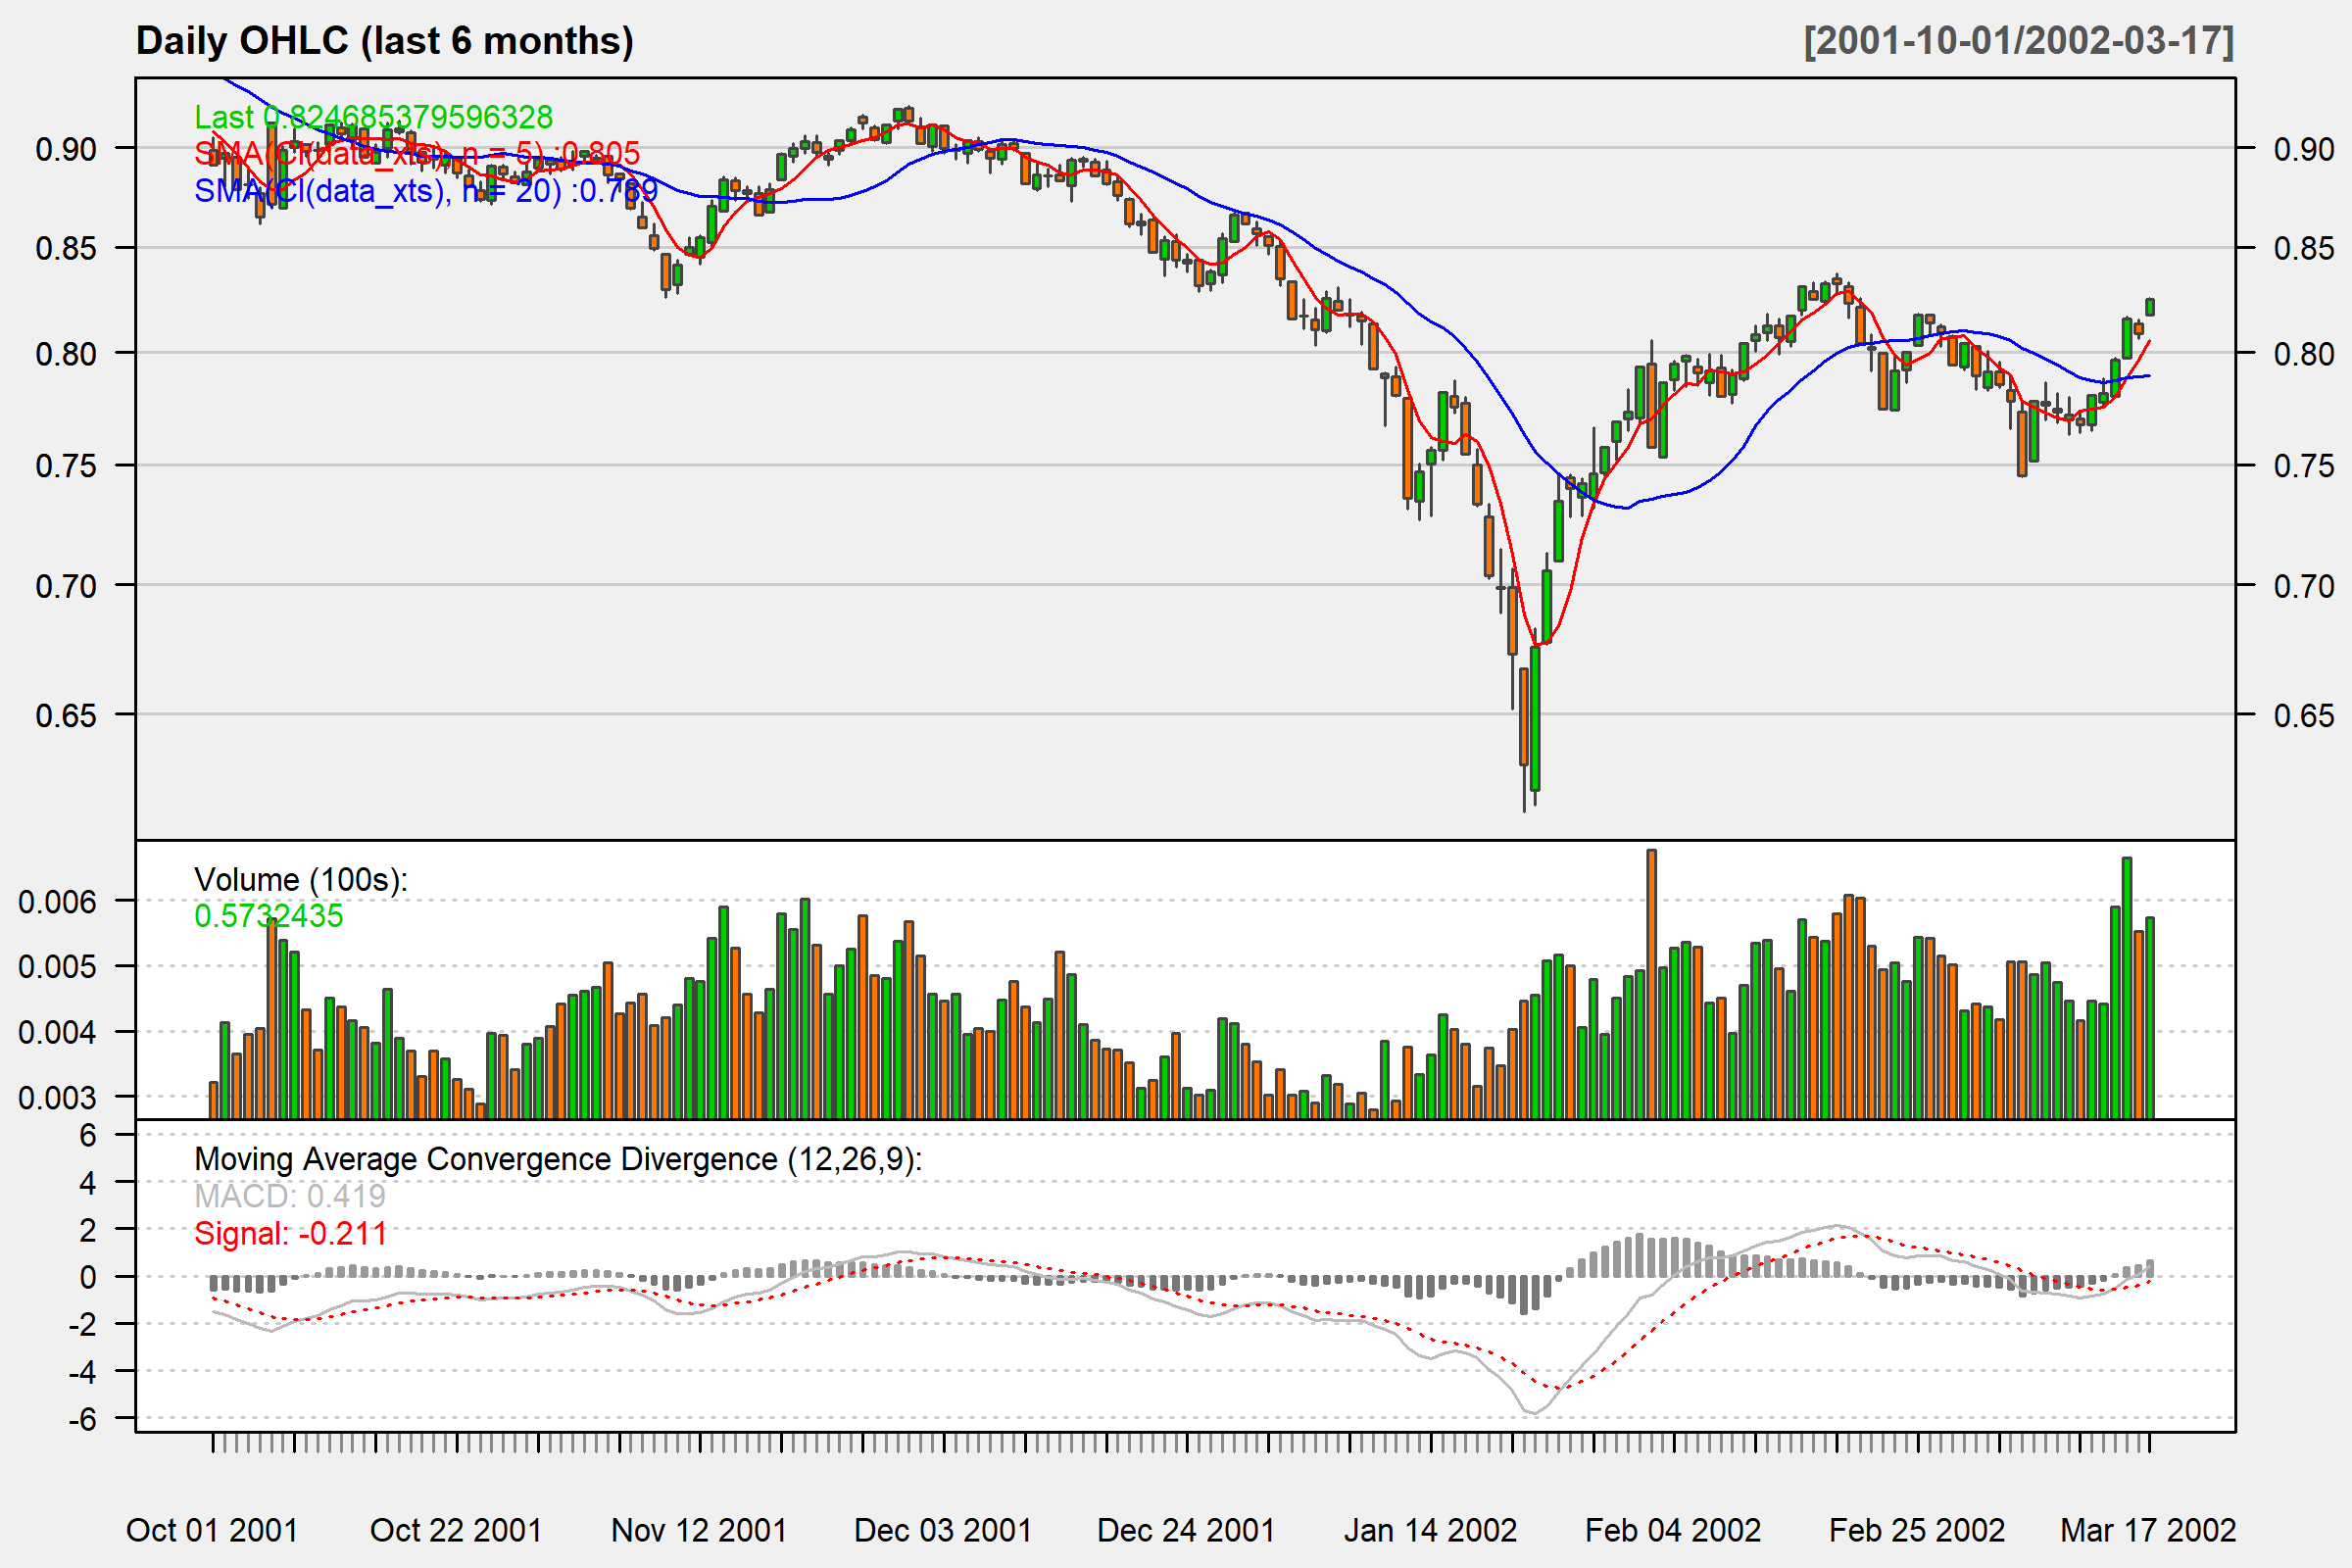 Daily OHLC (last 6 months) [2001-10-01/2002-03-17]
Last 0.824685379596328
SMA(Cl(data_xts), n = 5) :0.805
SMA(Cl(data_xts), n = 20) :0.789
0.90 0.90
0.85 0.85
0.80 0.80
0.75 0.75
0.70 0.70
0.65 0.65
Volume (100s):
0.5732435
0.006
0.005
0.004
0.003
Moving Average Convergence Divergence (12,26,9):
MACD: 0.419
Signal: -0.211
6
4
2
0
-2
-4
-6
Oct 01 2001 Oct 22 2001 Nov 12 2001 Dec 03 2001 Dec 24 2001 Jan 14 2002 Feb 04 2002 Feb 25 2002 Mar 17 2002